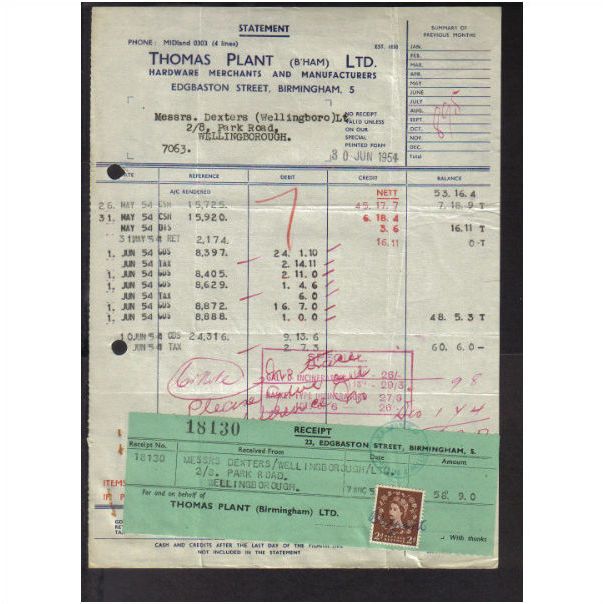 STATEMENT
PHONE: MIDland 0303 (4 lines)
EST. 1830
THOMAS PLANT (B'HAM) LTD.
HARDWARE MERCHANTS AND MANUFACTURERS
EDGBASTON STREET, BIRMINGHAM, 5
SUMMARY OF
PREVIOUS MONTHS
JAN.
FEB.
MAR.
APRIL
MAY
JUNE
JULY
AUG.
SEPT.
OCT.
NOV.
DEC.
Total
Messrs. Dexters (Wellingboro)Lt
2/8, Park Road,
WELLINGBOROUGH.
7063.
NO RECEIPT
VALID UNLESS
ON OUR
SPECIAL
PRINTED FORM
30 JUN 1954
DATE REFERENCE DEBIT CREDIT BALANCE
A/C RENDERED NETT 53.16.4
26. MAY 54 CSH 15,725. 45.17.7 7.18.9 T
31. MAY 54 CSH 15,920. 6.18.4
MAY 54 DIS 3.6 16.11 T
31 MAY 54 RET 2,174. 16.11 0 T
1. JUN 54 GDS 8,397. 24.1.10
JUN 54 TAX 2.14.11
1. JUN 54 GDS 8,405. 2.11.0
1. JUN 54 GDS 8,629. 1.4.6
JUN 54 TAX 6.0
1. JUN 54 GDS 8,872. 16.7.0
1. JUN 54 GDS 8,888. 1.0.0 48.5.3 T
10 JUN 54 GDS 24,316. 9.13.6
JUN 54 TAX 2.7.3 60.6.0
Please
18130
RECEIPT
22, EDGBASTON STREET, BIRMINGHAM, 5.
Receipt No. Received From Date Amount
18130 MESSRS DEXTERS/WELLINGBOROUGH/LTD. 58.9.0
2/8. PARK ROAD.
WELLINGBOROUGH.
ITEMS
For and on behalf of
THOMAS PLANT (Birmingham) LTD.
With thanks
CASH AND CREDITS AFTER THE LAST DAY OF THE
NOT INCLUDED IN THE STATEMENT